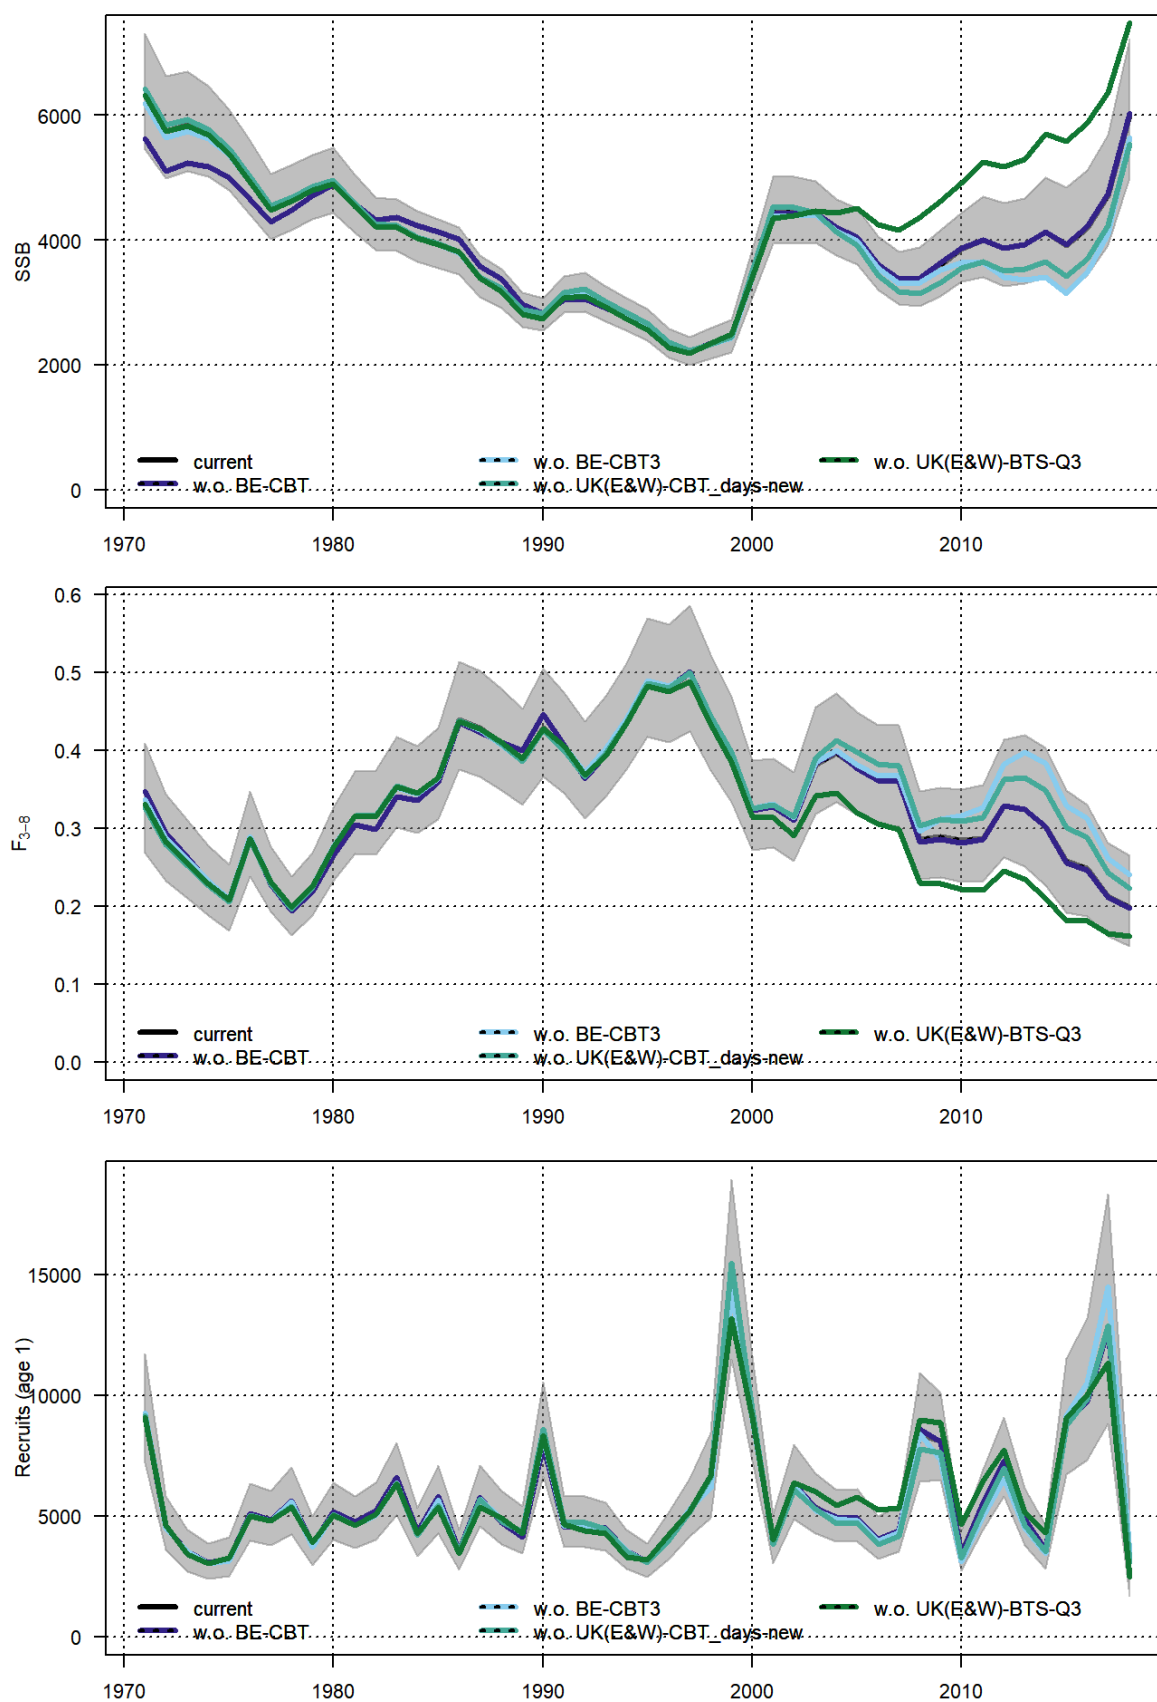 SSB
6000
4000
2000
0
current
w.o. BE-CBT3
w.o. UK(E&W)-BTS-Q3
w.o. BE-CBT
w.o. UK(E&W)-CBT_days-new
1970 1980 1990 2000 2010
F3–8
0.6
0.5
0.4
0.3
0.2
0.1
0.0
current
w.o. BE-CBT3
w.o. UK(E&W)-BTS-Q3
w.o. BE-CBT
w.o. UK(E&W)-CBT_days-new
1970 1980 1990 2000 2010
Recruits (age 1)
15000
10000
5000
0
current
w.o. BE-CBT3
w.o. UK(E&W)-BTS-Q3
w.o. BE-CBT
w.o. UK(E&W)-CBT_days-new
1970 1980 1990 2000 2010